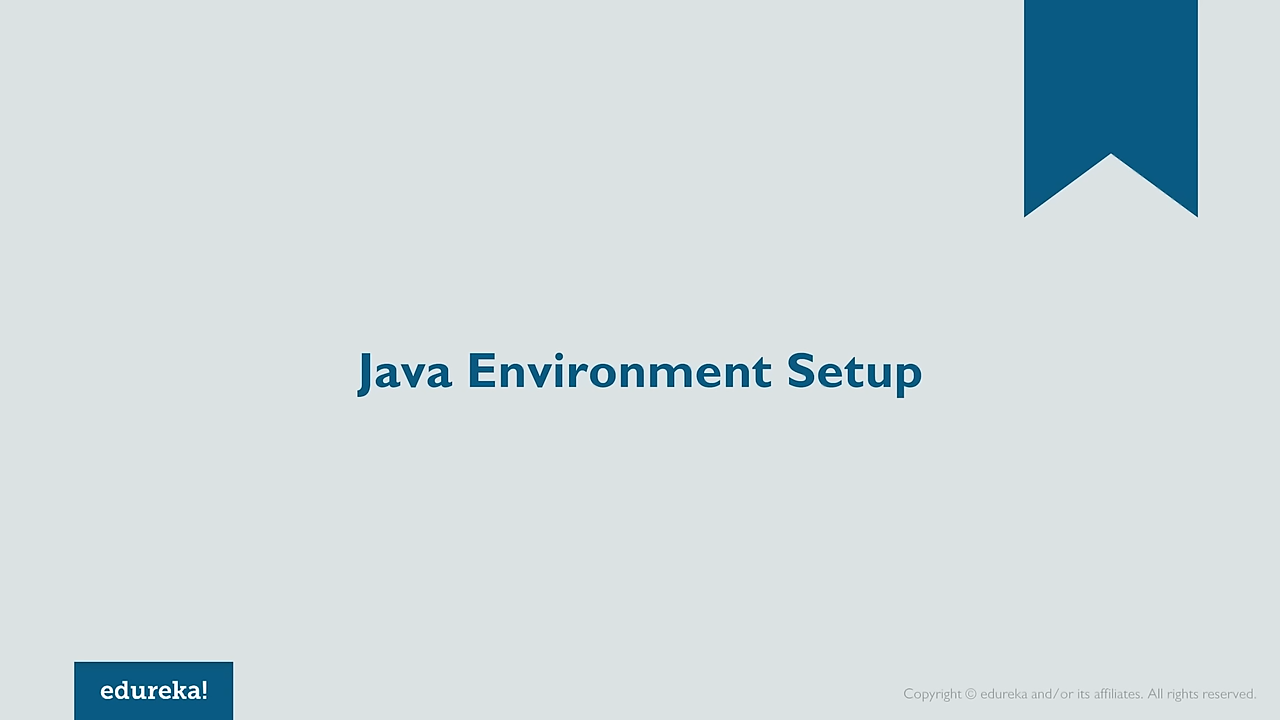 Java Environment Setup
edureka!
Copyright © edureka and/or its affiliates. All rights reserved.